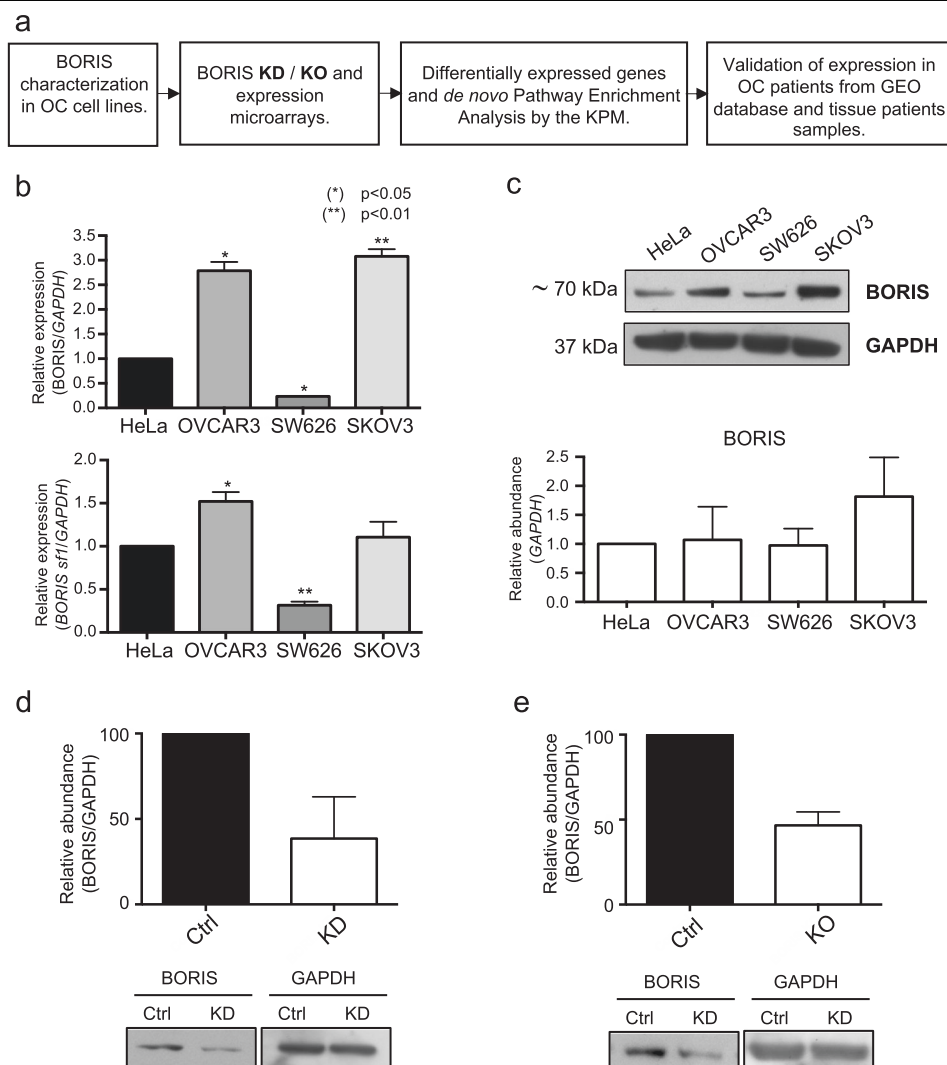 a
BORIS
characterization
in OC cell lines.
BORIS KD / KO and
expression
microarrays.
Differentially expressed genes
and de novo Pathway Enrichment
Analysis by the KPM.
Validation of expression in
OC patients from GEO
database and tissue patients
samples.
b
(*) p<0.05
(**) p<0.01
Relative expression
(BORIS/GAPDH)
3.5
3.0
2.5
2.0
1.5
1.0
0.5
0.0
*
*
**
HeLa OVCAR3 SW626 SKOV3
Relative expression
(BORIS sf1/GAPDH)
2.0
1.5
1.0
0.5
0.0
*
**
HeLa OVCAR3 SW626 SKOV3
c
HeLa OVCAR3 SW626 SKOV3
~ 70 kDa BORIS
37 kDa GAPDH
BORIS
Relative abundance
(GAPDH)
2.5
2.0
1.5
1.0
0.5
0.0
HeLa OVCAR3 SW626 SKOV3
d
Relative abundance
(BORIS/GAPDH)
100
50
0
Ctrl KD
BORIS GAPDH
Ctrl KD Ctrl KD
e
Relative abundance
(BORIS/GAPDH)
100
50
0
Ctrl KO
BORIS GAPDH
Ctrl KD Ctrl KD